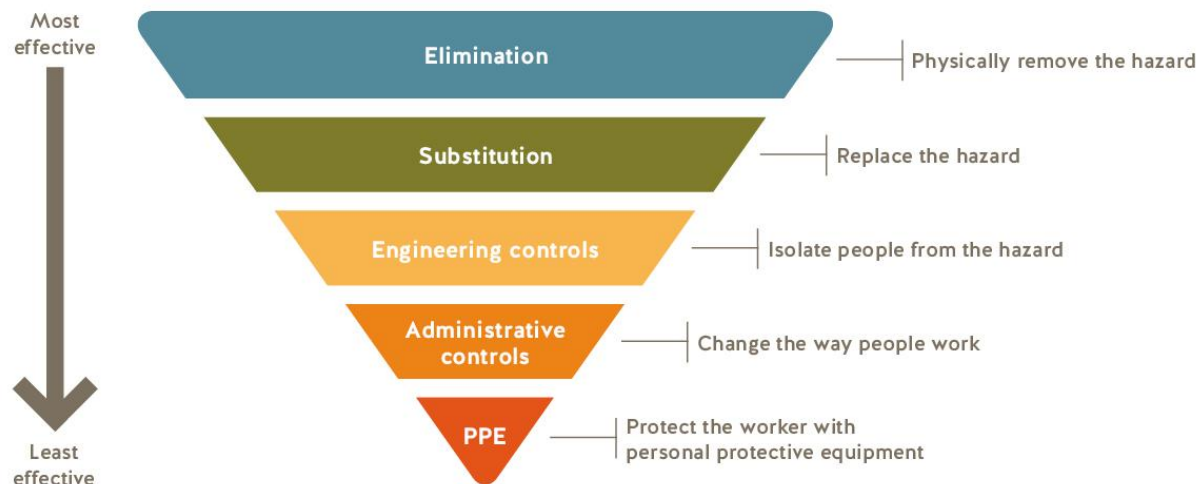 Most
effective
Elimination
Physically remove the hazard
Substitution
Replace the hazard
Engineering controls
Isolate people from the hazard
Administrative
controls
Change the way people work
PPE
Protect the worker with
personal protective equipment
Least
effective